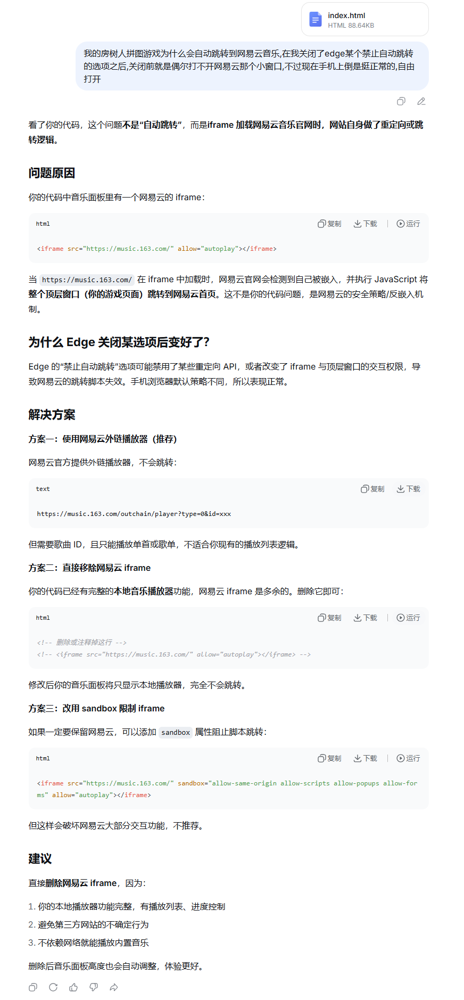 index.html
HTML 88.64KB
我的房树人拼图游戏为什么会自动跳转到网易云音乐,在我关闭了edge某个禁止自动跳转
的选项之后,关闭前就是偶尔打不开网易云那个小窗口,不过现在手机上倒是挺正常的,自由
打开
看了你的代码，这个问题不是“自动跳转”，而是iframe 加载网易云音乐官网时，网站自身做了重定向或跳
转逻辑。
问题原因
你的代码中音乐面板里有一个网易云的 iframe：
html 复制 下载 运行
<iframe src="https://music.163.com/" allow="autoplay"></iframe>
当 https://music.163.com/ 在 iframe 中加载时，网易云官网会检测到自己被嵌入，并执行 JavaScript 将
整个顶层窗口（你的游戏页面）跳转到网易云首页。这不是你的代码问题，是网易云的安全策略/反嵌入机
制。
为什么 Edge 关闭某选项后变好了？
Edge 的“禁止自动跳转”选项可能禁用了某些重定向 API，或者改变了 iframe 与顶层窗口的交互权限，导
致网易云的跳转脚本失效。手机浏览器默认策略不同，所以表现正常。
解决方案
方案一：使用网易云外链播放器（推荐）
网易云官方提供外链播放器，不会跳转：
text 复制 下载
https://music.163.com/outchain/player?type=0&id=xxx
但需要歌曲 ID，且只能播放单首或歌单，不适合你现有的播放列表逻辑。
方案二：直接移除网易云 iframe
你的代码已经有完整的本地音乐播放器功能，网易云 iframe 是多余的。删除它即可：
html 复制 下载 运行
<!-- 删除或注释掉这行 -->
<!-- <iframe src="https://music.163.com/" allow="autoplay"></iframe> -->
修改后你的音乐面板将只显示本地播放器，完全不会跳转。
方案三：改用 sandbox 限制 iframe
如果一定要保留网易云，可以添加 sandbox 属性阻止脚本跳转：
html 复制 下载 运行
<iframe src="https://music.163.com/" sandbox="allow-same-origin allow-scripts allow-popups allow-for
ms" allow="autoplay"></iframe>
但这样会破坏网易云大部分交互功能，不推荐。
建议
直接删除网易云 iframe，因为：
1. 你的本地播放器功能完整，有播放列表、进度控制
2. 避免第三方网站的不确定行为
3. 不依赖网络就能播放内置音乐
删除后音乐面板高度也会自动调整，体验更好。